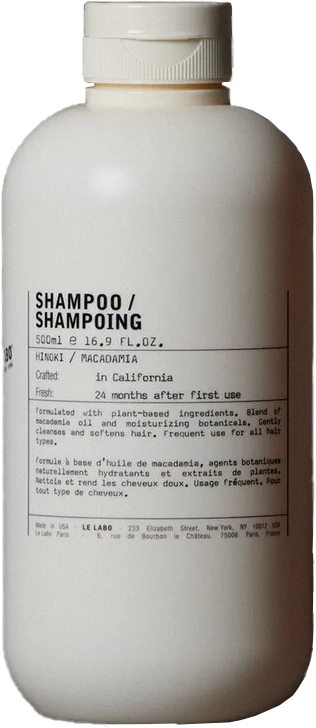 SHAMPOO /
SHAMPOING
500ml e 16.9 FL.OZ.
HINOKI / MACADAMIA
Crafted: in California
Fresh: 24 months after first use
Formulated with plant-based ingredients. Blend of
macadamia oil and moisturizing botanicals. Gently
cleanses and softens hair. Frequent use for all hair
types.
Formule à base d'huile de macadamia, agents botaniques
naturellement hydratants et extraits de plantes.
Nettoie et rend les cheveux doux. Usage fréquent. Pour
tout type de cheveux.
Made in USA · LE LABO · 233 Elizabeth Street, New York, NY 10012 USA
Le Labo Paris · 6, rue de Bourbon le Château, 75006 Paris, France